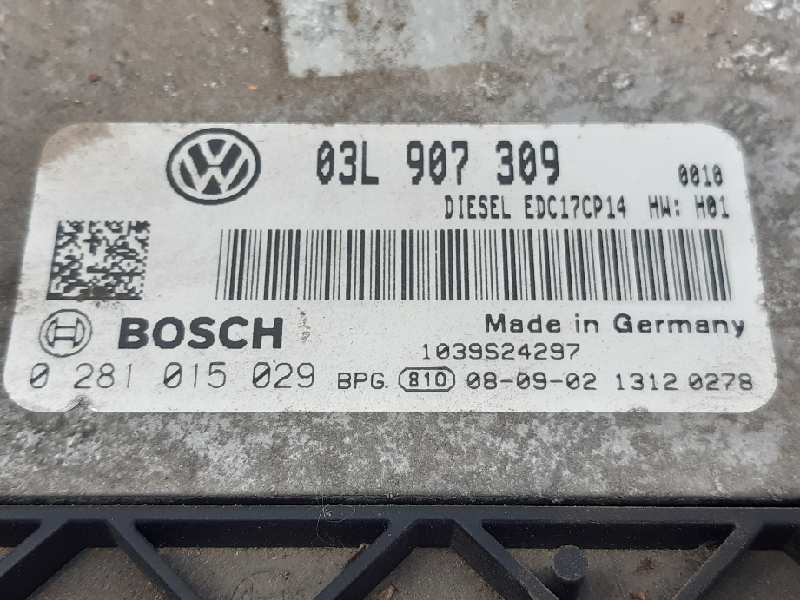 03L 907 309 0010
DIESEL EDC17CP14 HW: H01
BOSCH Made in Germany
1039S24297
0 281 015 029 BPG. 810 08-09-02 1312 0278